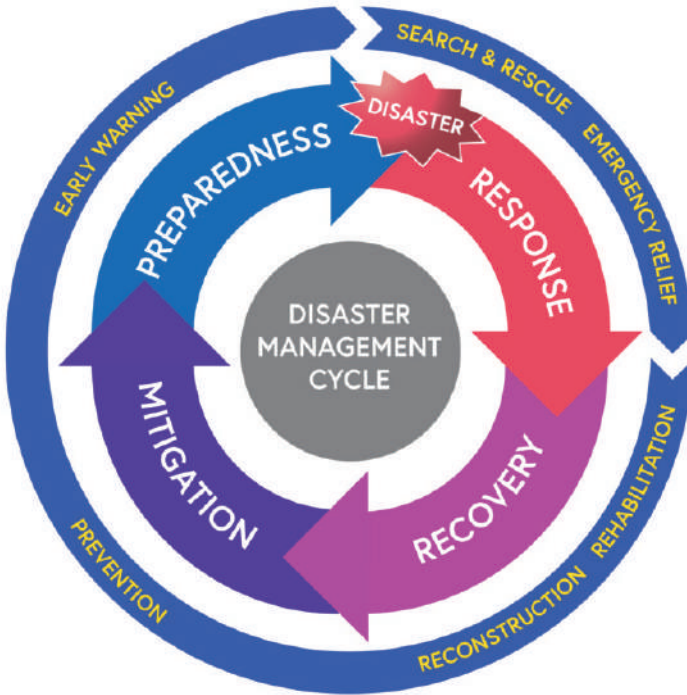 SEARCH & RESCUE
EMERGENCY RELIEF
REHABILITATION
RECONSTRUCTION
PREVENTION
EARLY WARNING
DISASTER
RESPONSE
RECOVERY
MITIGATION
PREPAREDNESS
DISASTER
MANAGEMENT
CYCLE